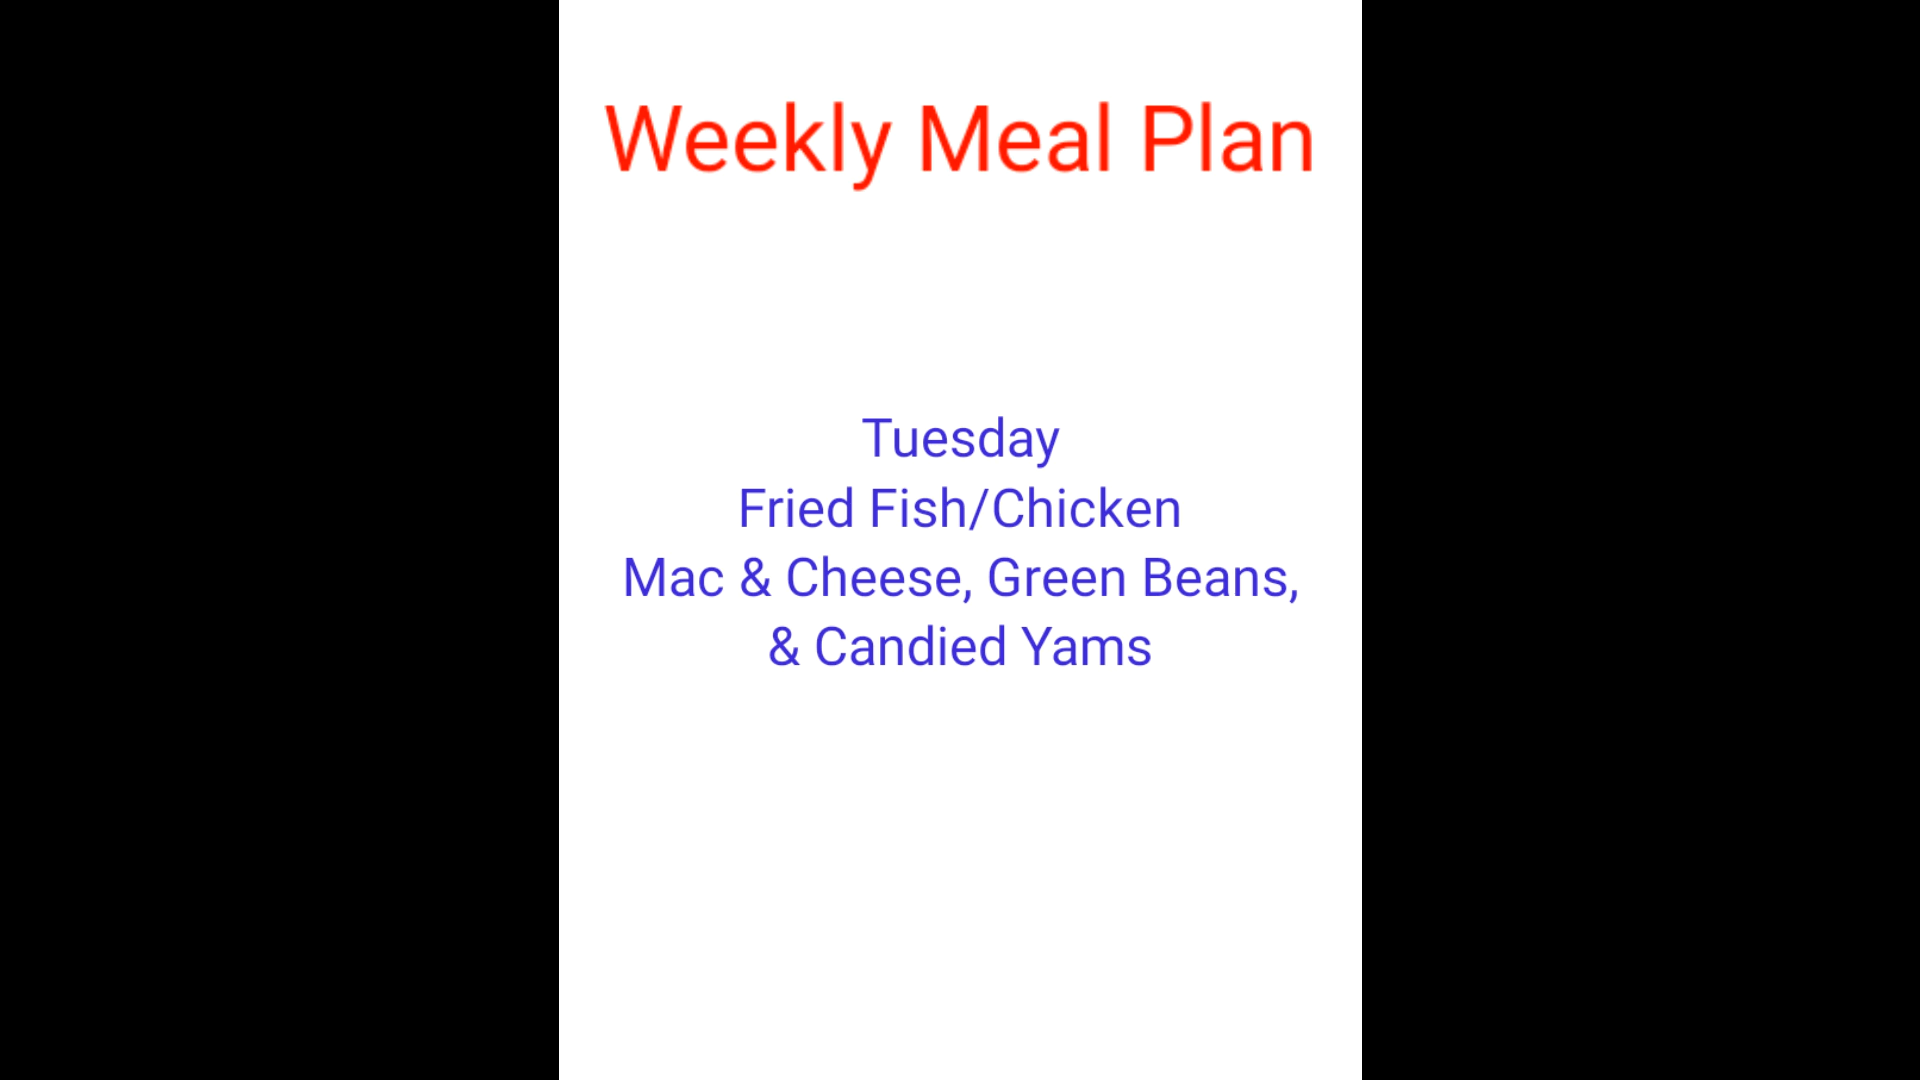 Weekly Meal Plan
Tuesday
Fried Fish/Chicken
Mac & Cheese, Green Beans,
& Candied Yams